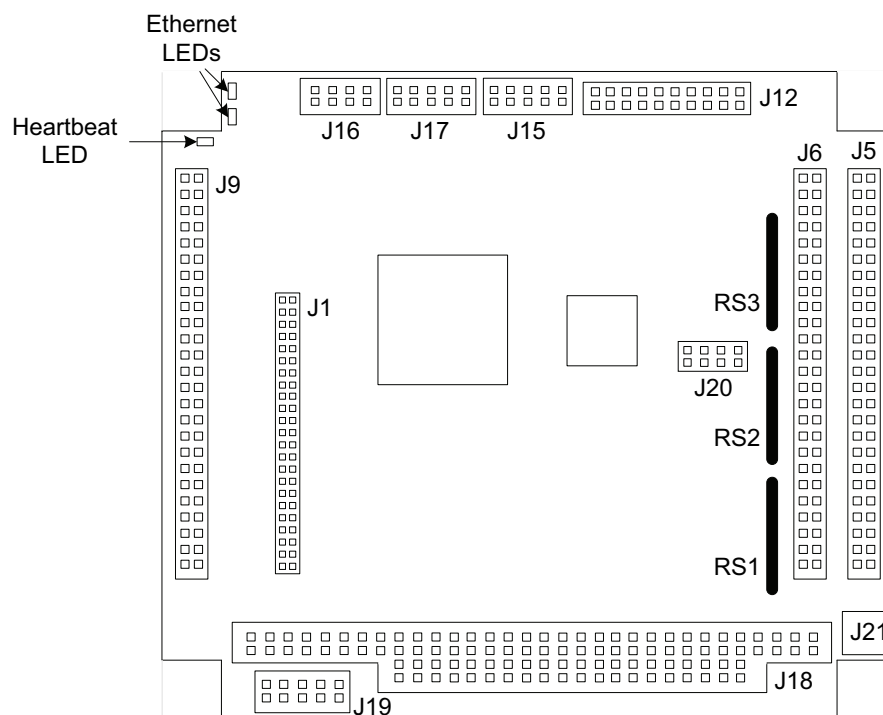 Ethernet
LEDs
Heartbeat
LED
J16
J17
J15
J12
J9
J6
J5
J1
RS3
J20
RS2
RS1
J21
J18
J19